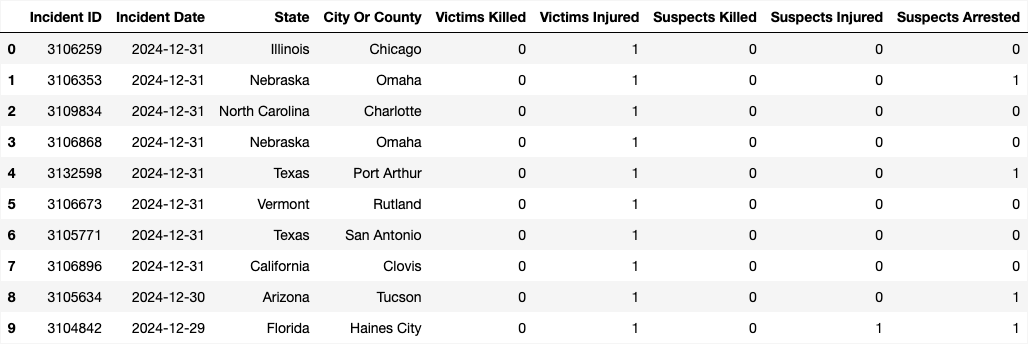 Incident ID Incident Date State City Or County Victims Killed Victims Injured Suspects Killed Suspects Injured Suspects Arrested
0 3106259 2024-12-31 Illinois Chicago 0 1 0 0 0
1 3106353 2024-12-31 Nebraska Omaha 0 1 0 0 1
2 3109834 2024-12-31 North Carolina Charlotte 0 1 0 0 0
3 3106868 2024-12-31 Nebraska Omaha 0 1 0 0 0
4 3132598 2024-12-31 Texas Port Arthur 0 1 0 0 1
5 3106673 2024-12-31 Vermont Rutland 0 1 0 0 0
6 3105771 2024-12-31 Texas San Antonio 0 1 0 0 0
7 3106896 2024-12-31 California Clovis 0 1 0 0 0
8 3105634 2024-12-30 Arizona Tucson 0 1 0 0 1
9 3104842 2024-12-29 Florida Haines City 0 1 0 1 1